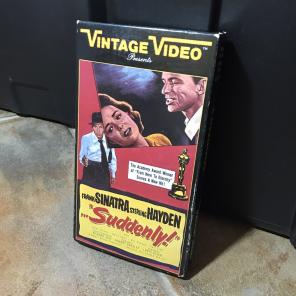 VINTAGE VIDEO™
Presents
The Academy Award Winner
of "From Here To Eternity"
Scores A New Hit!
FRANK SINATRA STERLING HAYDEN
in
..."Suddenly!"